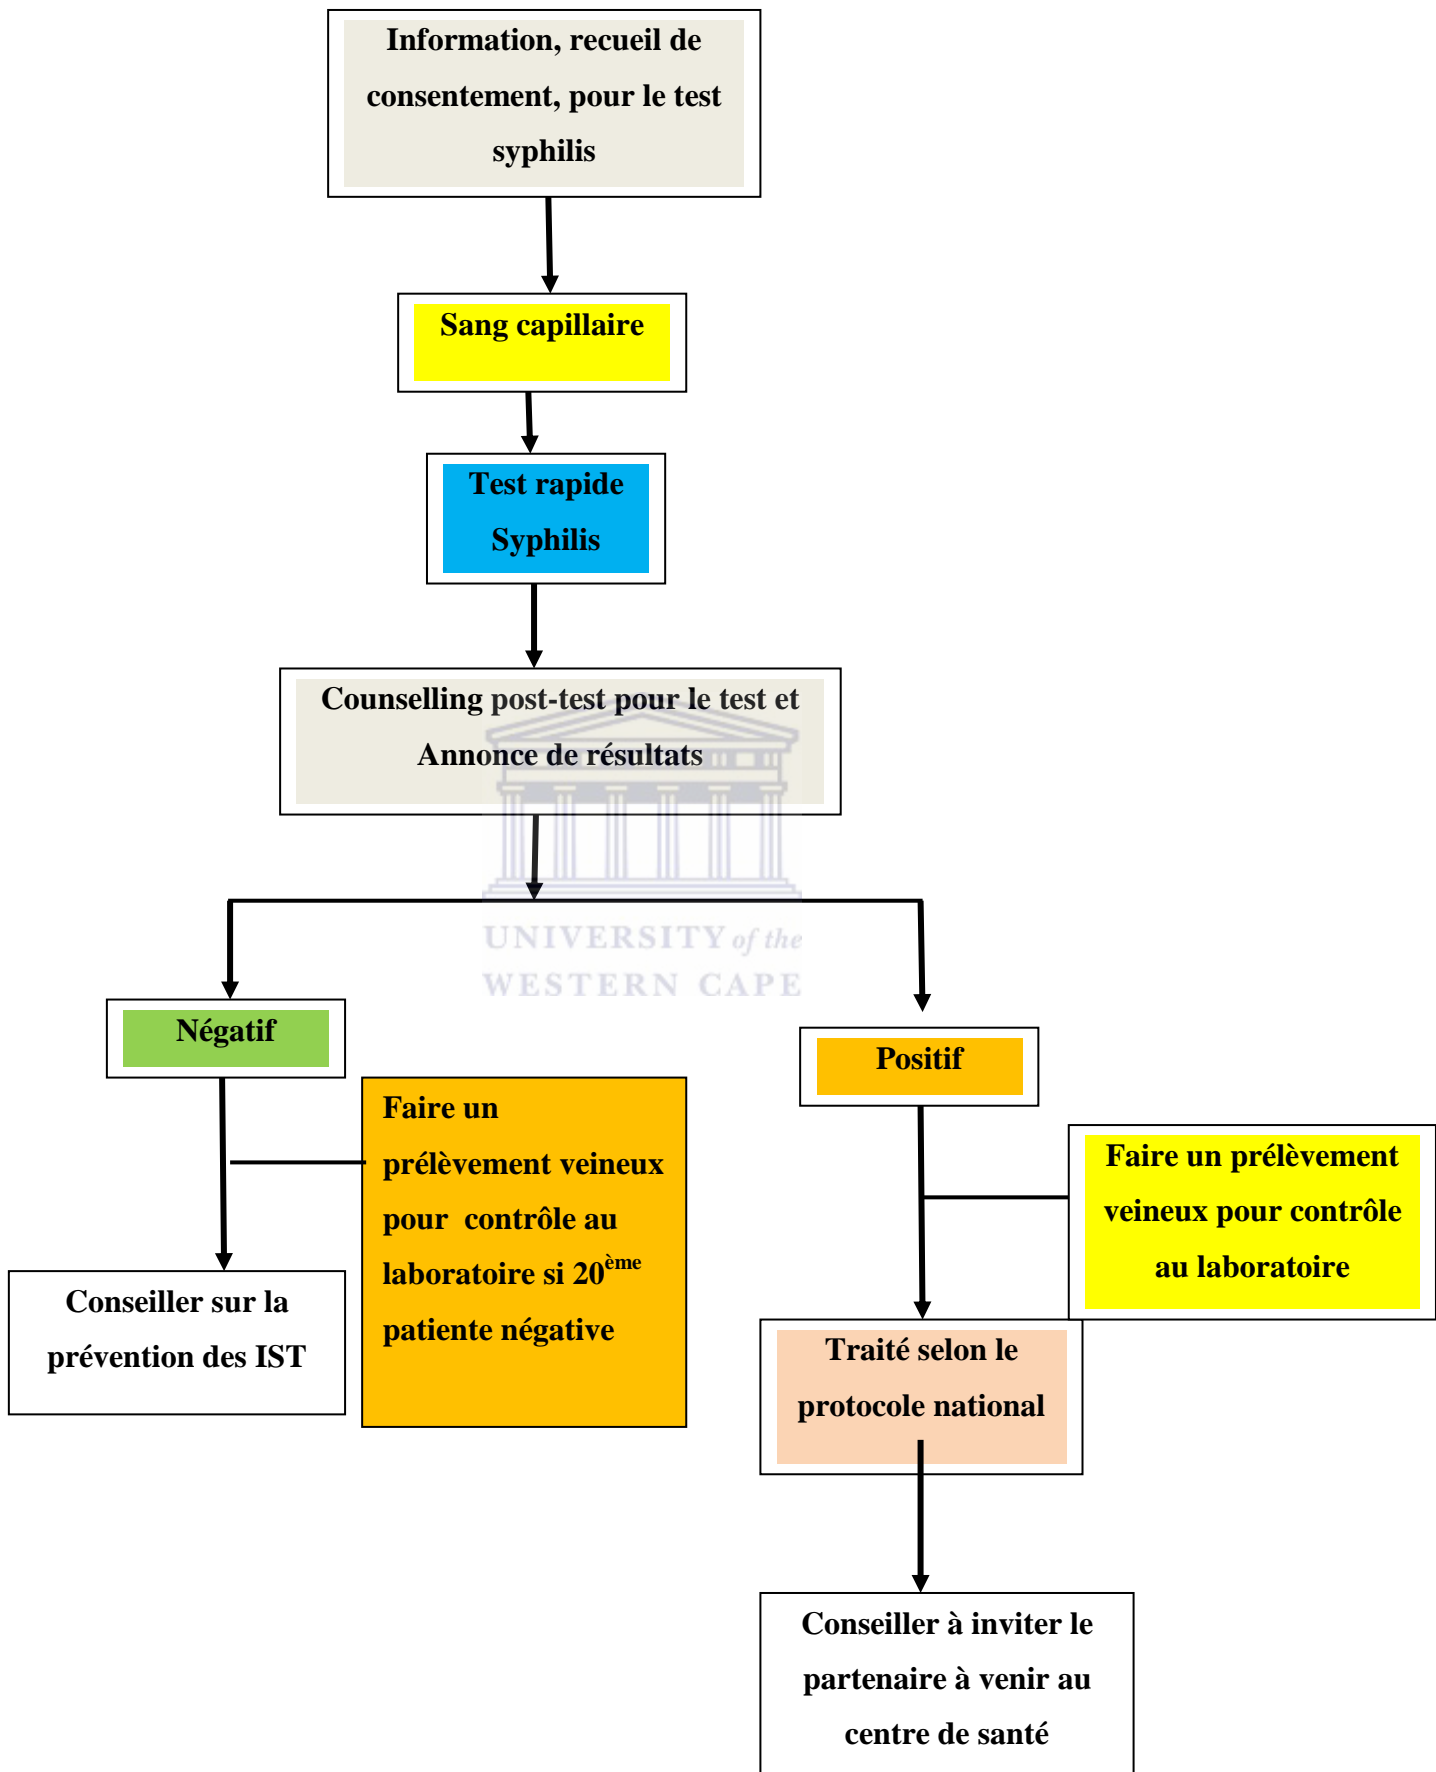 Information, recueil de
consentement, pour le test
syphilis
Sang capillaire
Test rapide
Syphilis
Counselling post-test pour le test et
Annonce de résultats
UNIVERSITY of the
WESTERN CAPE
Négatif
Positif
Faire un
prélèvement veineux
pour contrôle au
laboratoire si 20ème
patiente négative
Faire un prélèvement
veineux pour contrôle
au laboratoire
Conseiller sur la
prévention des IST
Traité selon le
protocole national
Conseiller à inviter le
partenaire à venir au
centre de santé